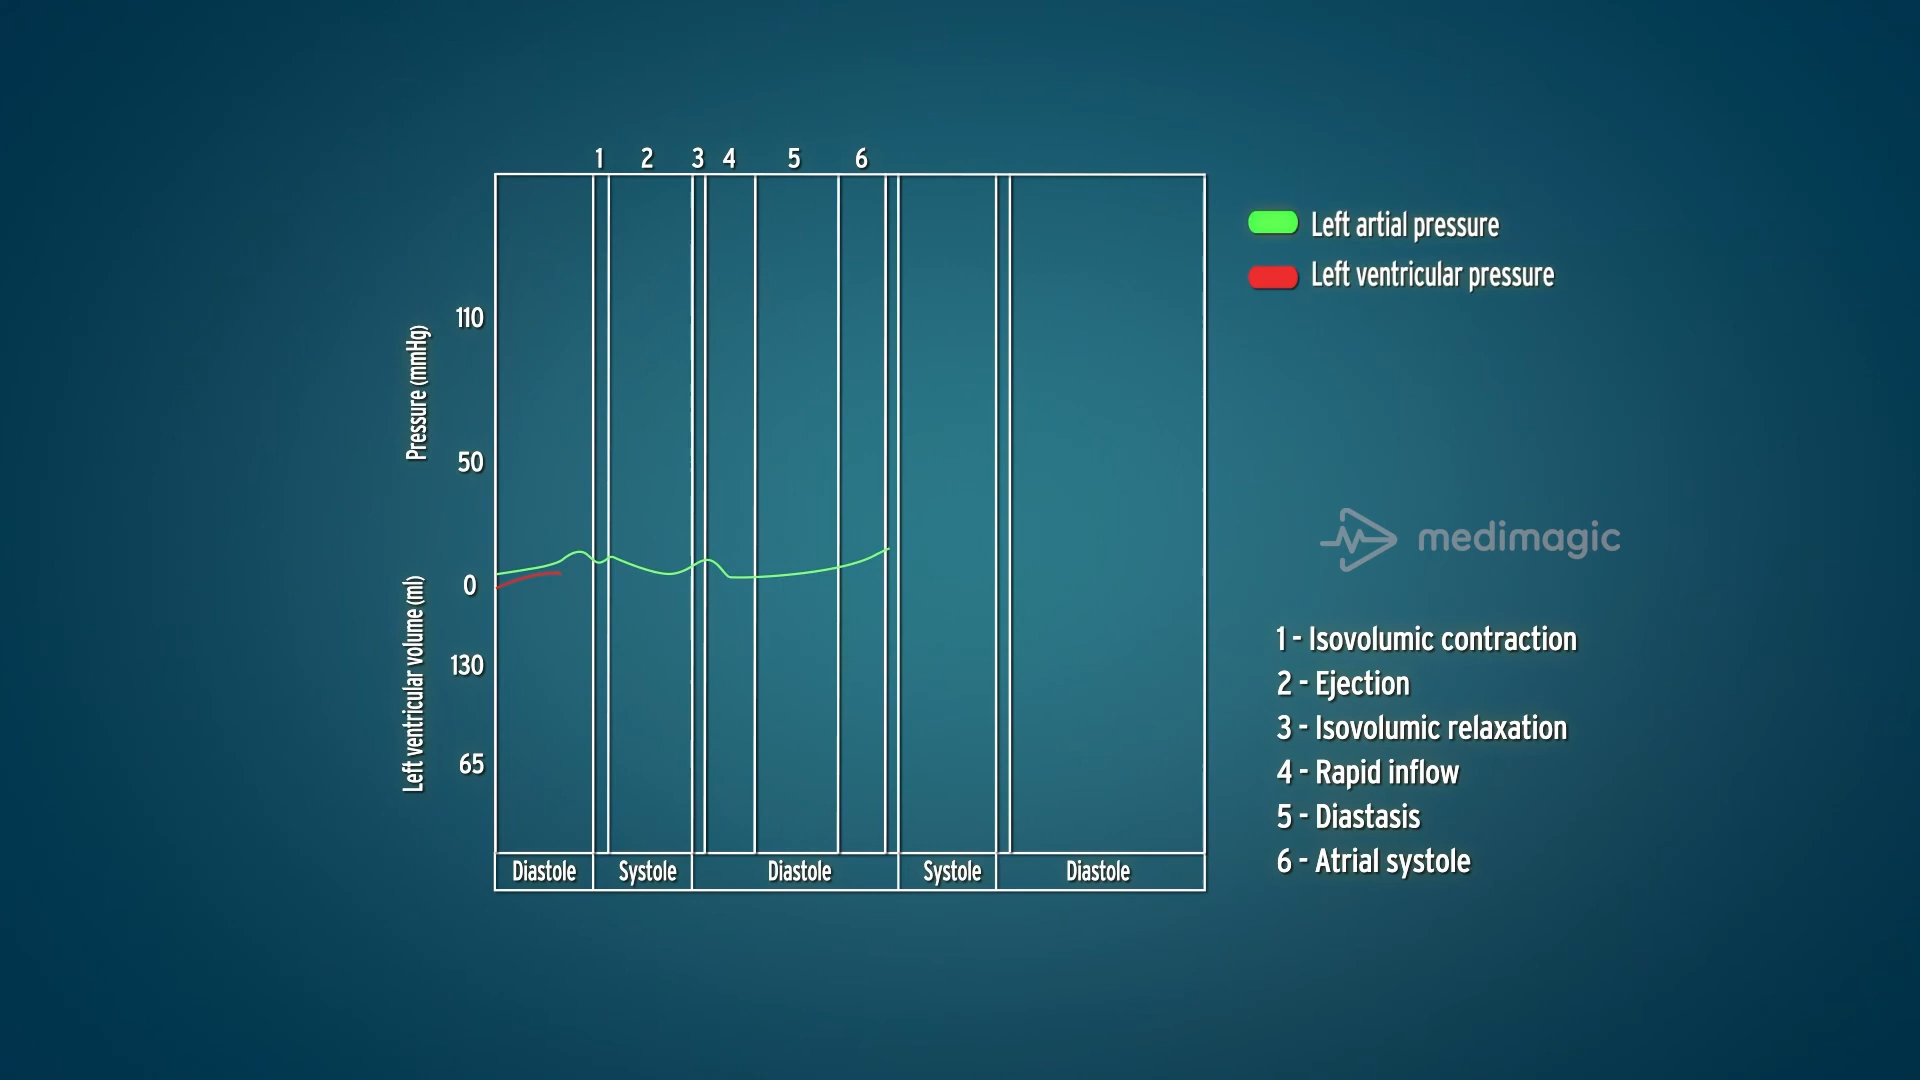 1 2 3 4 5 6
Left artial pressure
Left ventricular pressure
Pressure (mmHg)
110
50
0
Left ventricular volume (ml)
130
65
Diastole Systole Diastole Systole Diastole
medimagic
1 - Isovolumic contraction
2 - Ejection
3 - Isovolumic relaxation
4 - Rapid inflow
5 - Diastasis
6 - Atrial systole